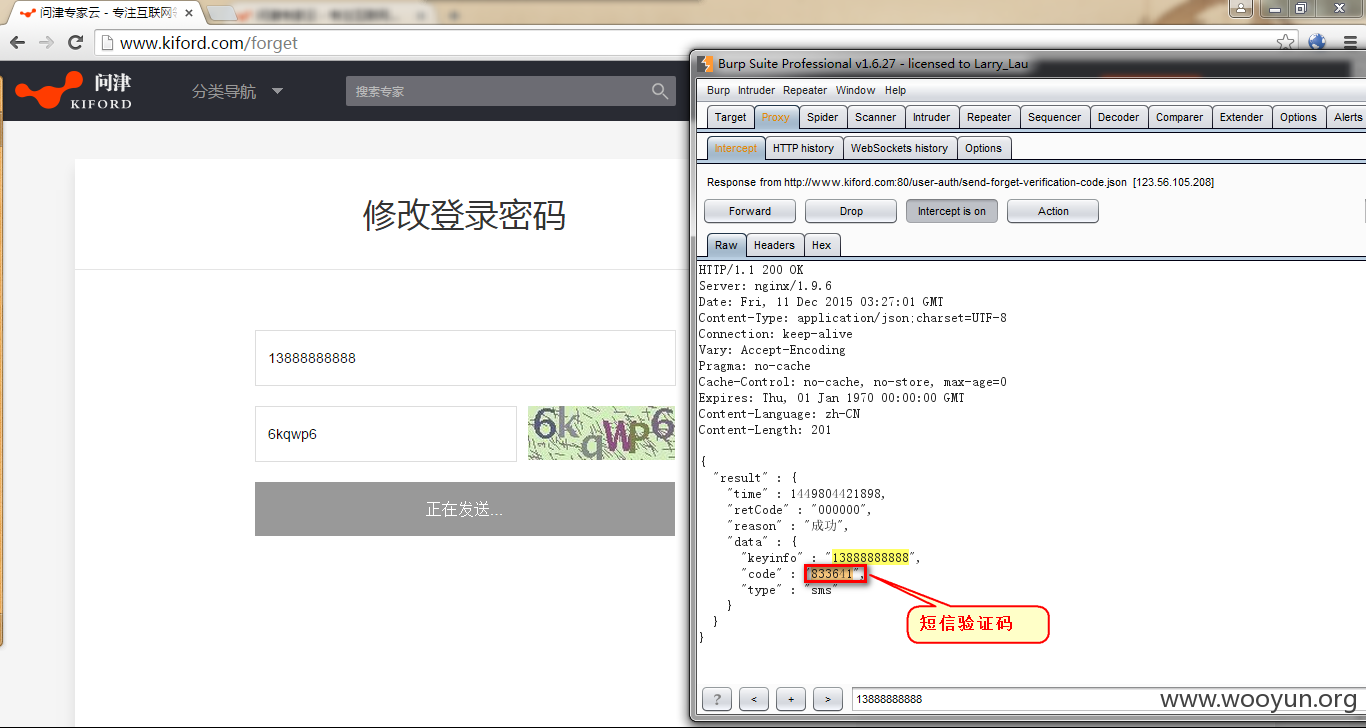 问津专家云 - 专注互联网
www.kiford.com/forget
问津
KIFORD
分类导航
搜索专家
修改登录密码
13888888888
6kqwp6
6kqwp6
正在发送...
Burp Suite Professional v1.6.27 - licensed to Larry_Lau
Burp Intruder Repeater Window Help
Target Proxy Spider Scanner Intruder Repeater Sequencer Decoder Comparer Extender Options Alerts
Intercept HTTP history WebSockets history Options
Response from http://www.kiford.com:80/user-auth/send-forget-verification-code.json [123.56.105.208]
Forward Drop Intercept is on Action
Raw Headers Hex
HTTP/1.1 200 OK
Server: nginx/1.9.6
Date: Fri, 11 Dec 2015 03:27:01 GMT
Content-Type: application/json;charset=UTF-8
Connection: keep-alive
Vary: Accept-Encoding
Pragma: no-cache
Cache-Control: no-cache, no-store, max-age=0
Expires: Thu, 01 Jan 1970 00:00:00 GMT
Content-Language: zh-CN
Content-Length: 201
{
"result" : {
"time" : 1449804421898,
"retCode" : "000000",
"reason" : "成功",
"data" : {
"keyinfo" : "13888888888",
"code" : "833641",
"type" : "sms"
}
}
}
短信验证码
? < + > 13888888888
www.wooyun.org